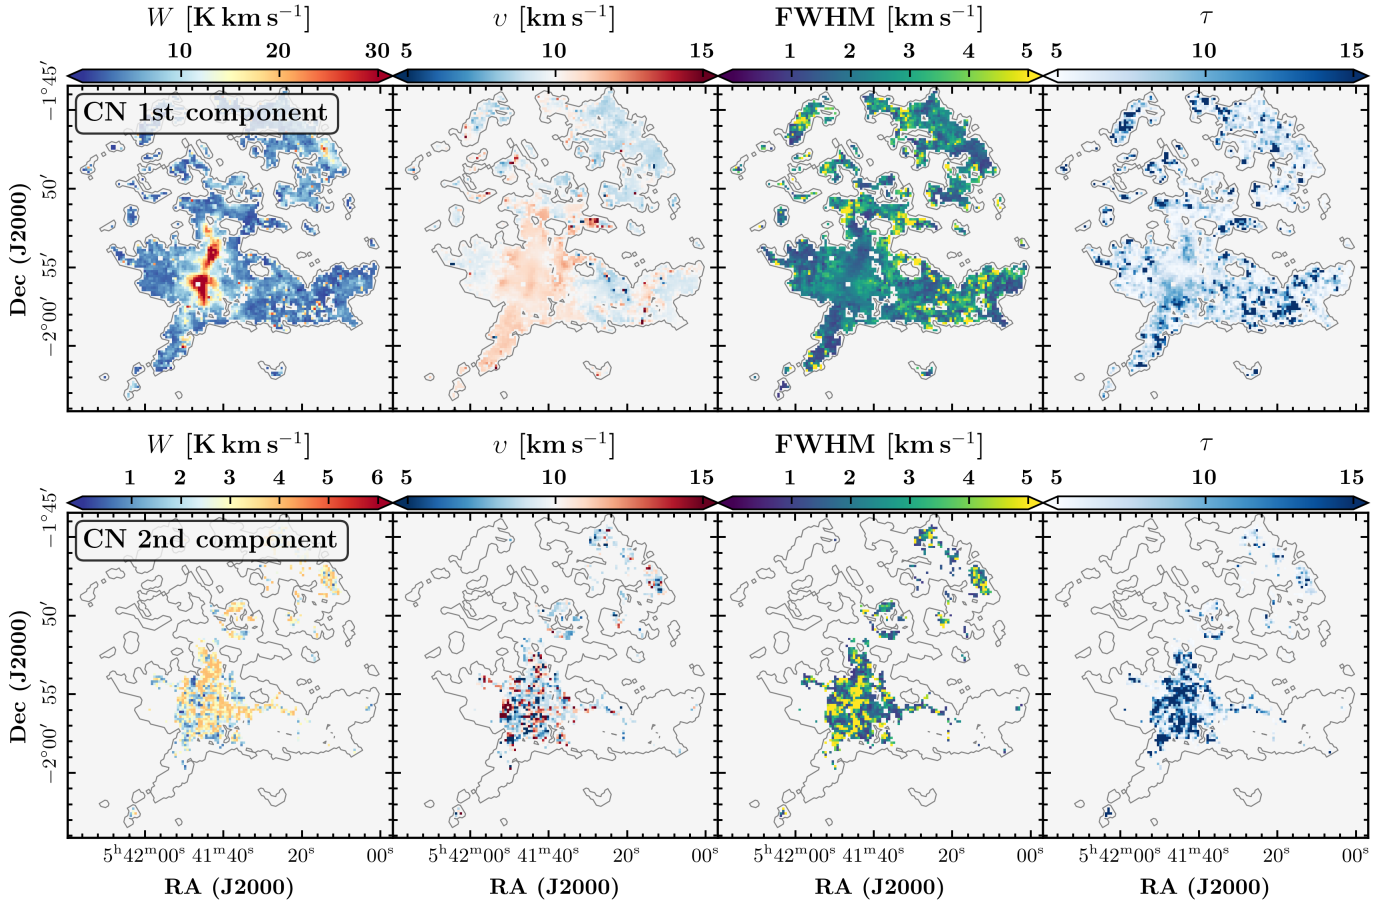 W [K km s⁻¹] v [km s⁻¹] FWHM [km s⁻¹] τ
10 20 30 5 10 15 1 2 3 4 5 5 10 15
CN 1st component
−1°45′
50′
55′
−2°00′
Dec (J2000)
W [K km s⁻¹] v [km s⁻¹] FWHM [km s⁻¹] τ
1 2 3 4 5 6 5 10 15 1 2 3 4 5 5 10 15
CN 2nd component
−1°45′
50′
55′
−2°00′
Dec (J2000)
5ʰ42ᵐ00ˢ 41ᵐ40ˢ 20ˢ 00ˢ 5ʰ42ᵐ00ˢ 41ᵐ40ˢ 20ˢ 5ʰ42ᵐ00ˢ 41ᵐ40ˢ 20ˢ 5ʰ42ᵐ00ˢ 41ᵐ40ˢ 20ˢ 00ˢ
RA (J2000) RA (J2000) RA (J2000) RA (J2000)